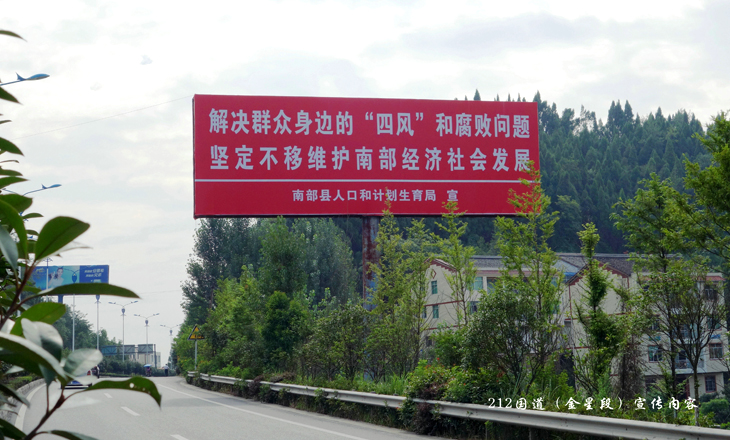 解决群众身边的“四风”和腐败问题
坚定不移维护南部经济社会发展
南部县人口和计划生育局 宣
212国道（金星段）宣传内容